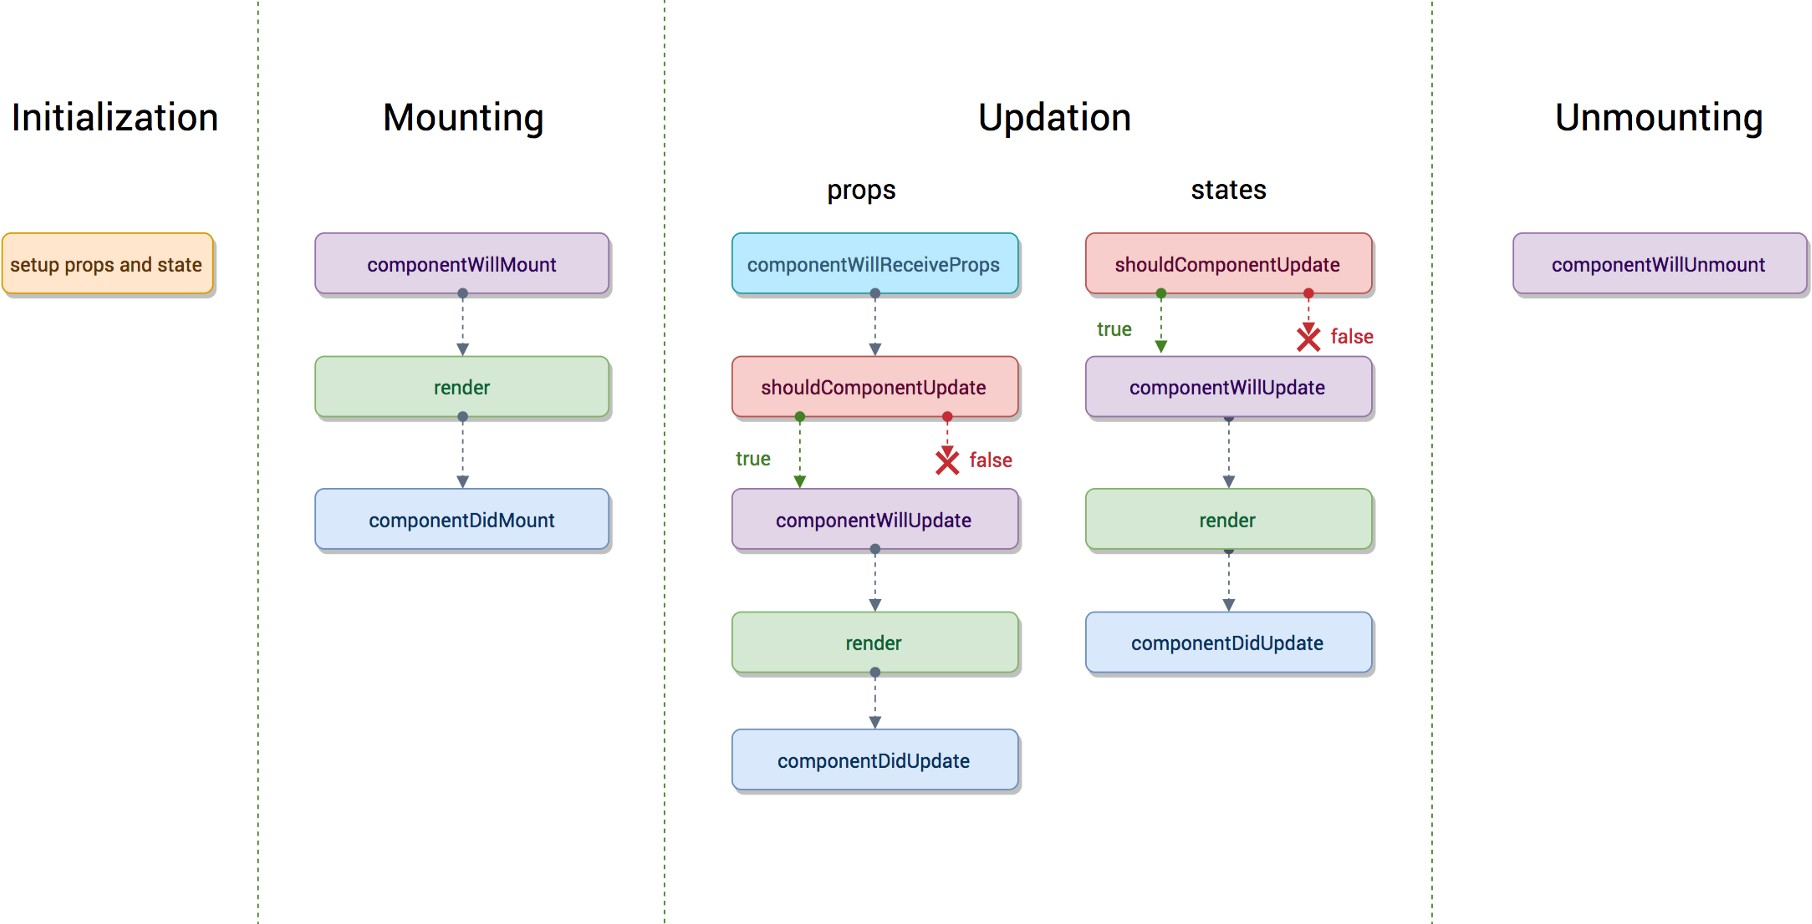 Initialization
setup props and state
Mounting
componentWillMount
render
componentDidMount
Updation
props
componentWillReceiveProps
shouldComponentUpdate
true
false
componentWillUpdate
render
componentDidUpdate
states
shouldComponentUpdate
true
false
componentWillUpdate
render
componentDidUpdate
Unmounting
componentWillUnmount